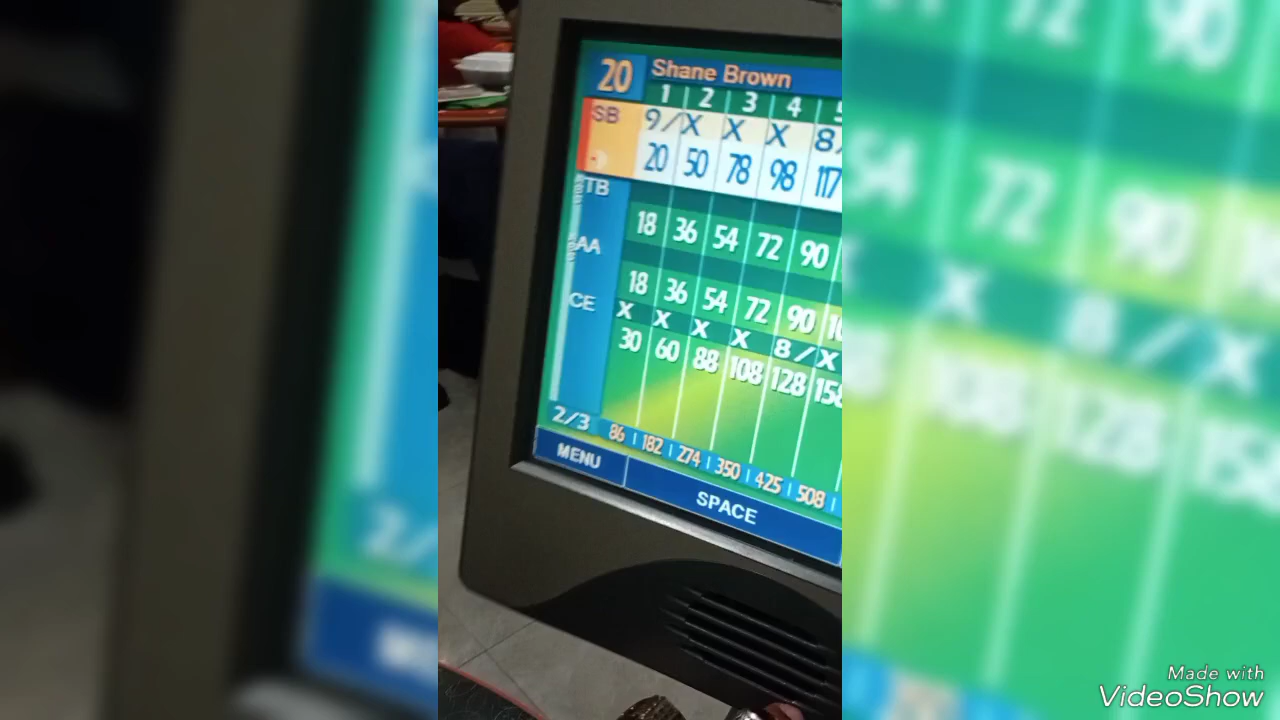 20 Shane Brown
1 2 3 4 5
SB 9/ X X X 8/
20 50 78 98 117
TB
18 36 54 72 90
AA
18 36 54 72 90
CE X X X X 8/ X
30 60 88 108 128 158
2/3 86 182 274 350 425 508
MENU SPACE
Made with
VideoShow